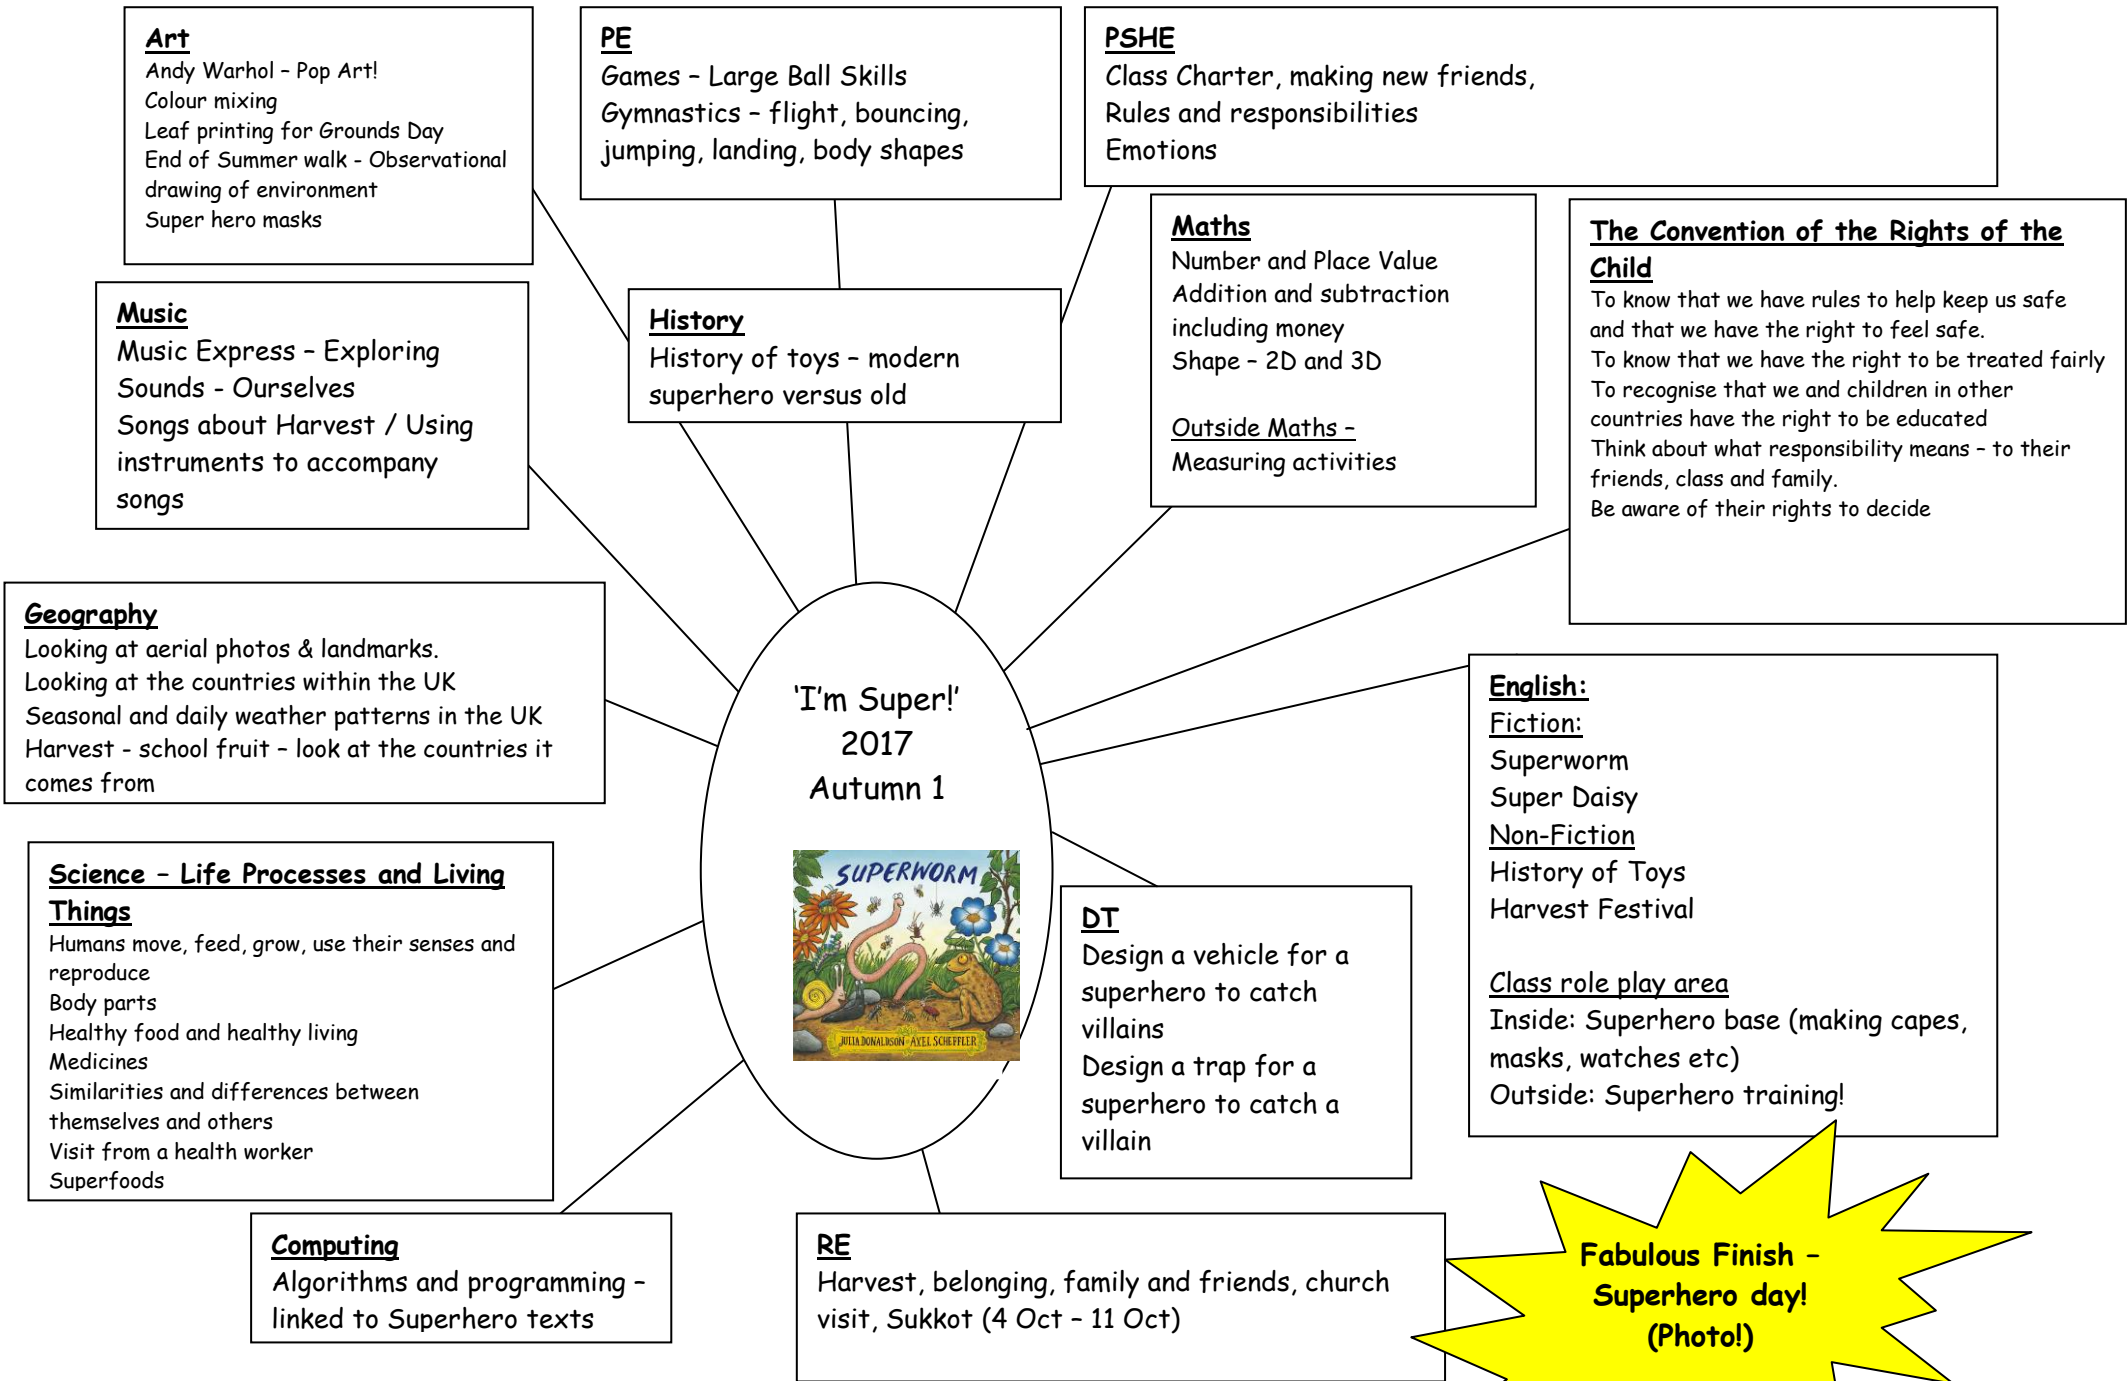 Art
Andy Warhol – Pop Art!
Colour mixing
Leaf printing for Grounds Day
End of Summer walk - Observational
drawing of environment
Super hero masks
PE
Games – Large Ball Skills
Gymnastics – flight, bouncing,
jumping, landing, body shapes
PSHE
Class Charter, making new friends,
Rules and responsibilities
Emotions
Music
Music Express – Exploring
Sounds - Ourselves
Songs about Harvest / Using
instruments to accompany
songs
History
History of toys – modern
superhero versus old
Maths
Number and Place Value
Addition and subtraction
including money
Shape – 2D and 3D
Outside Maths –
Measuring activities
The Convention of the Rights of the
Child
To know that we have rules to help keep us safe
and that we have the right to feel safe.
To know that we have the right to be treated fairly
To recognise that we and children in other
countries have the right to be educated
Think about what responsibility means – to their
friends, class and family.
Be aware of their rights to decide
Geography
Looking at aerial photos & landmarks.
Looking at the countries within the UK
Seasonal and daily weather patterns in the UK
Harvest - school fruit – look at the countries it
comes from
‘I’m Super!’
2017
Autumn 1
SUPERWORM
JULIA DONALDSON · AXEL SCHEFFLER
English:
Fiction:
Superworm
Super Daisy
Non-Fiction
History of Toys
Harvest Festival
Class role play area
Inside: Superhero base (making capes,
masks, watches etc)
Outside: Superhero training!
Science – Life Processes and Living
Things
Humans move, feed, grow, use their senses and
reproduce
Body parts
Healthy food and healthy living
Medicines
Similarities and differences between
themselves and others
Visit from a health worker
Superfoods
DT
Design a vehicle for a
superhero to catch
villains
Design a trap for a
superhero to catch a
villain
Computing
Algorithms and programming –
linked to Superhero texts
RE
Harvest, belonging, family and friends, church
visit, Sukkot (4 Oct – 11 Oct)
Fabulous Finish –
Superhero day!
(Photo!)